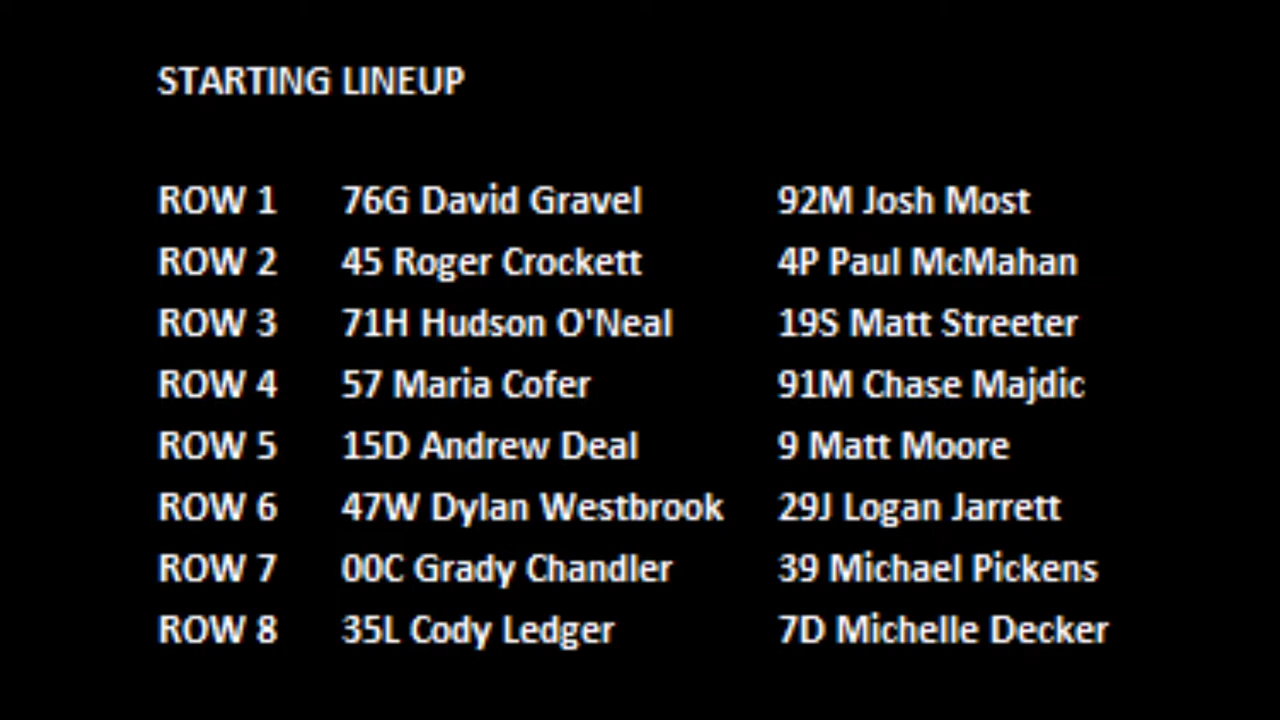 STARTING LINEUP
ROW 1 76G David Gravel 92M Josh Most
ROW 2 45 Roger Crockett 4P Paul McMahan
ROW 3 71H Hudson O'Neal 19S Matt Streeter
ROW 4 57 Maria Cofer 91M Chase Majdic
ROW 5 15D Andrew Deal 9 Matt Moore
ROW 6 47W Dylan Westbrook 29J Logan Jarrett
ROW 7 00C Grady Chandler 39 Michael Pickens
ROW 8 35L Cody Ledger 7D Michelle Decker